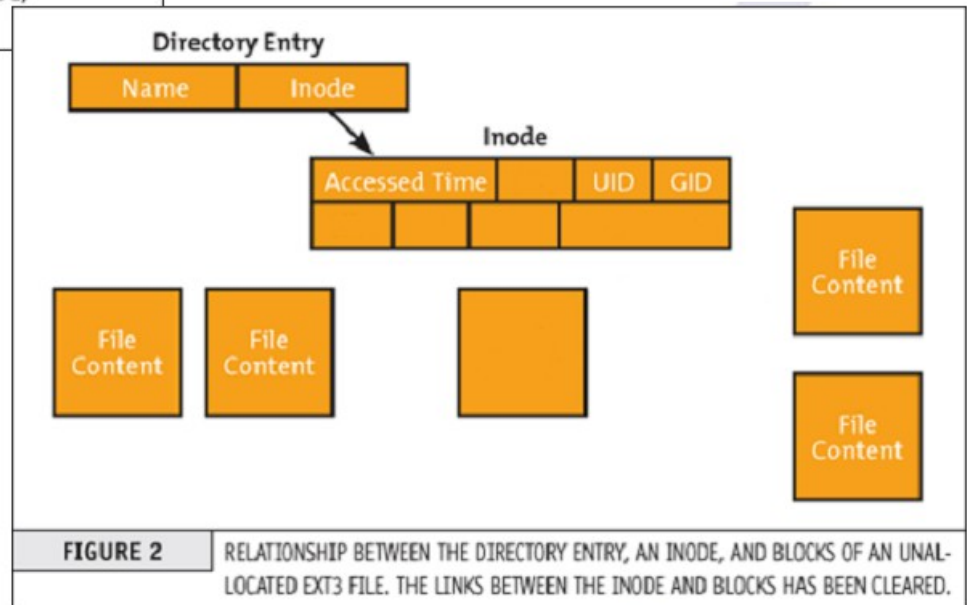 Directory Entry
Name Inode
Inode
Accessed Time UID GID
File
Content
File
Content
File
Content
File
Content
FIGURE 2 RELATIONSHIP BETWEEN THE DIRECTORY ENTRY, AN INODE, AND BLOCKS OF AN UNAL-
LOCATED EXT3 FILE. THE LINKS BETWEEN THE INODE AND BLOCKS HAS BEEN CLEARED.